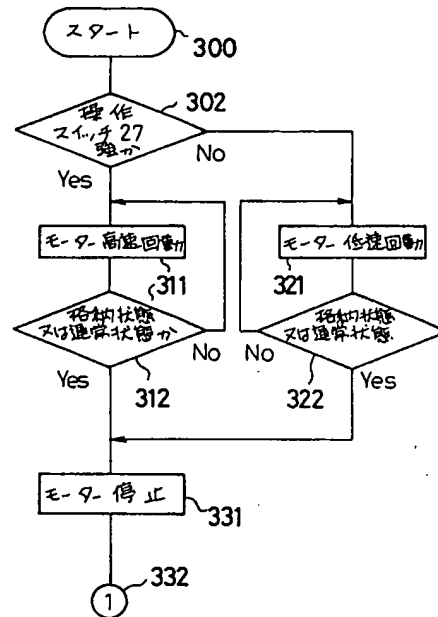 スタート
300
302
操作
スイッチ27
強か
No
Yes
モーター高速回動
311
モーター低速回動
321
格納状態
又は通常状態か
No
312
Yes
格納状態
又は通常状態
No
322
Yes
モーター停止
331
332
1